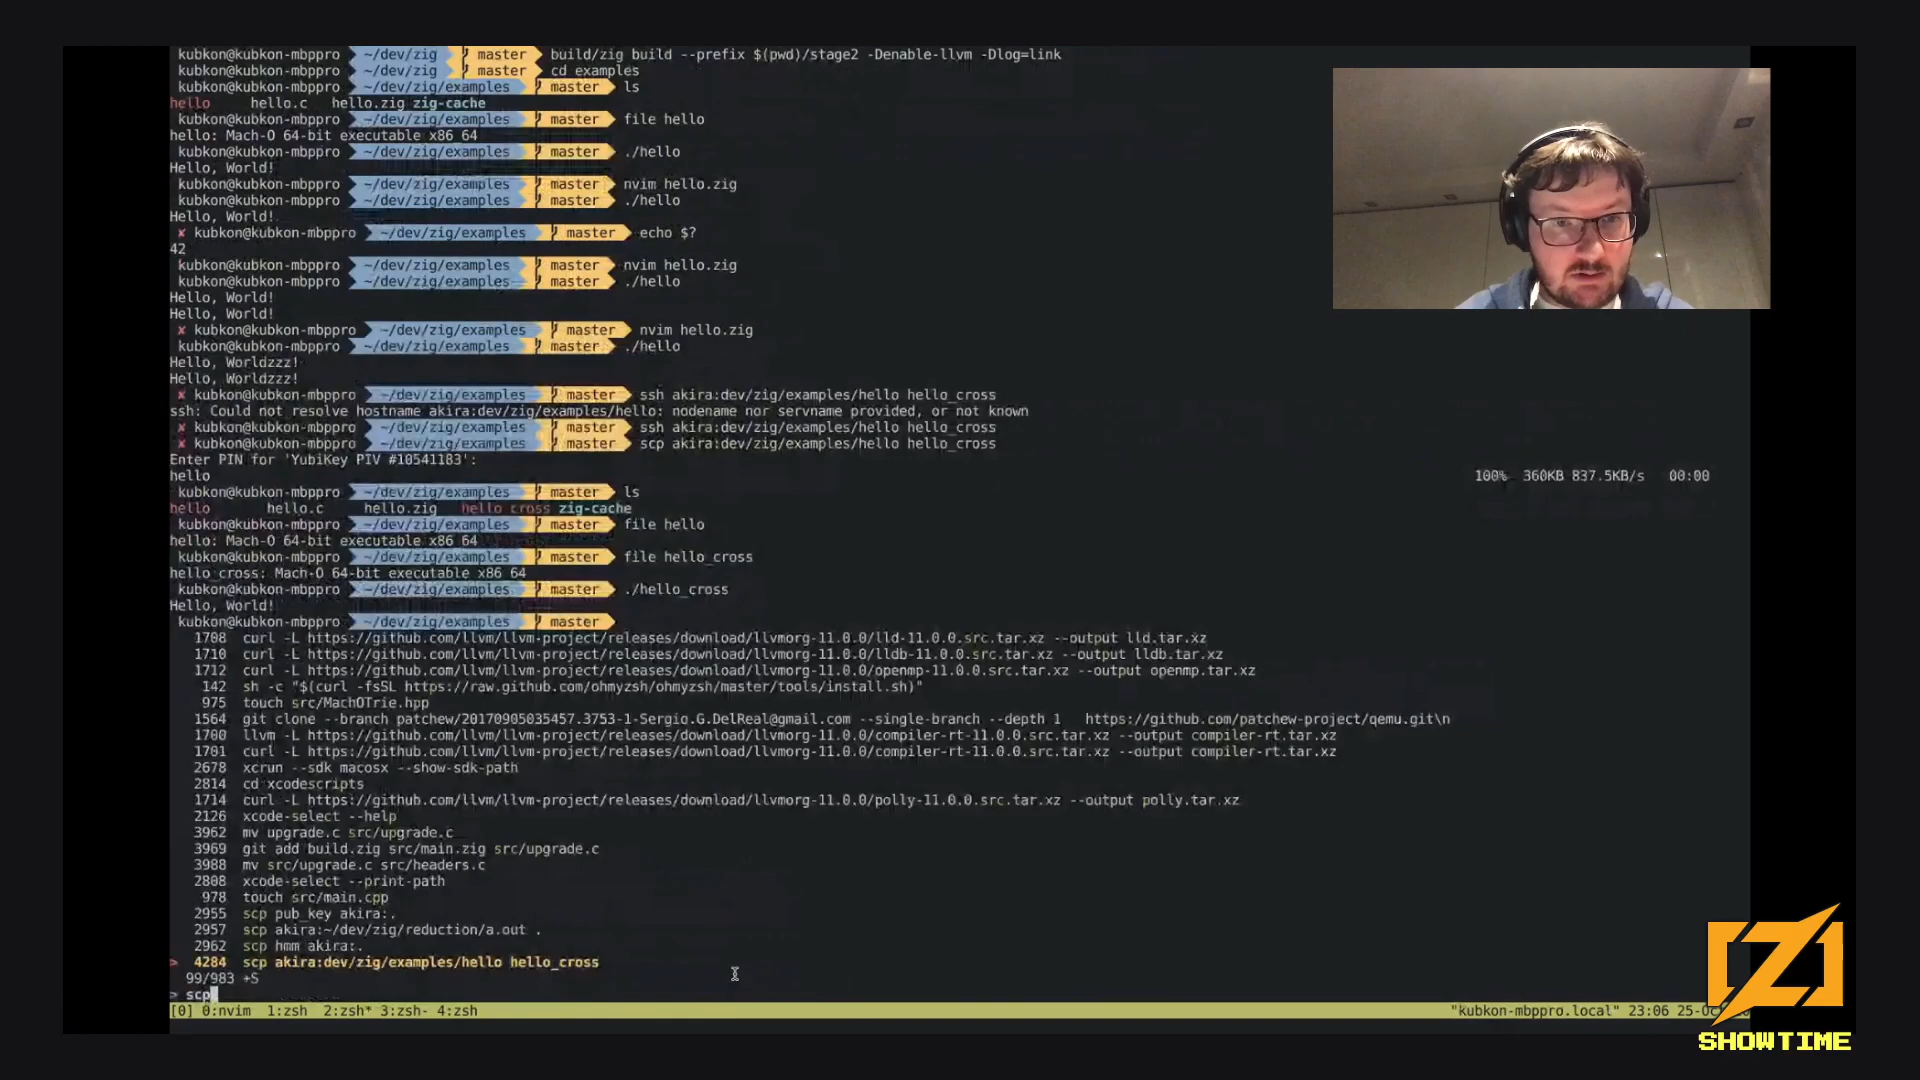 kubkon@kubkon-mbppro ~/dev/zig master build/zig build --prefix $(pwd)/stage2 -Denable-llvm -Dlog=link
kubkon@kubkon-mbppro ~/dev/zig master cd examples
kubkon@kubkon-mbppro ~/dev/zig/examples master ls
hello hello.c hello.zig zig-cache
kubkon@kubkon-mbppro ~/dev/zig/examples master file hello
hello: Mach-O 64-bit executable x86_64
kubkon@kubkon-mbppro ~/dev/zig/examples master ./hello
Hello, World!
kubkon@kubkon-mbppro ~/dev/zig/examples master nvim hello.zig
kubkon@kubkon-mbppro ~/dev/zig/examples master ./hello
Hello, World!
✘ kubkon@kubkon-mbppro ~/dev/zig/examples master echo $?
42
kubkon@kubkon-mbppro ~/dev/zig/examples master nvim hello.zig
kubkon@kubkon-mbppro ~/dev/zig/examples master ./hello
Hello, World!
Hello, World!
✘ kubkon@kubkon-mbppro ~/dev/zig/examples master nvim hello.zig
kubkon@kubkon-mbppro ~/dev/zig/examples master ./hello
Hello, Worldzzz!
Hello, Worldzzz!
✘ kubkon@kubkon-mbppro ~/dev/zig/examples master ssh akira:dev/zig/examples/hello hello_cross
ssh: Could not resolve hostname akira:dev/zig/examples/hello: nodename nor servname provided, or not known
✘ kubkon@kubkon-mbppro ~/dev/zig/examples master ssh akira:dev/zig/examples/hello hello_cross
✘ kubkon@kubkon-mbppro ~/dev/zig/examples master scp akira:dev/zig/examples/hello hello_cross
Enter PIN for 'YubiKey PIV #10541183':
hello 100% 360KB 837.5KB/s 00:00
kubkon@kubkon-mbppro ~/dev/zig/examples master ls
hello hello.c hello.zig hello_cross zig-cache
kubkon@kubkon-mbppro ~/dev/zig/examples master file hello
hello: Mach-O 64-bit executable x86_64
kubkon@kubkon-mbppro ~/dev/zig/examples master file hello_cross
hello_cross: Mach-O 64-bit executable x86_64
kubkon@kubkon-mbppro ~/dev/zig/examples master ./hello_cross
Hello, World!
kubkon@kubkon-mbppro ~/dev/zig/examples master
1708 curl -L https://github.com/llvm/llvm-project/releases/download/llvmorg-11.0.0/lld-11.0.0.src.tar.xz --output lld.tar.xz
1710 curl -L https://github.com/llvm/llvm-project/releases/download/llvmorg-11.0.0/lldb-11.0.0.src.tar.xz --output lldb.tar.xz
1712 curl -L https://github.com/llvm/llvm-project/releases/download/llvmorg-11.0.0/openmp-11.0.0.src.tar.xz --output openmp.tar.xz
142 sh -c "$(curl -fsSL https://raw.github.com/ohmyzsh/ohmyzsh/master/tools/install.sh)"
975 touch src/MachOTrie.hpp
1564 git clone --branch patchew/20170905035457.3753-1-Sergio.G.DelReal@gmail.com --single-branch --depth 1 https://github.com/patchew-project/qemu.git\n
1700 llvm -L https://github.com/llvm/llvm-project/releases/download/llvmorg-11.0.0/compiler-rt-11.0.0.src.tar.xz --output compiler-rt.tar.xz
1701 curl -L https://github.com/llvm/llvm-project/releases/download/llvmorg-11.0.0/compiler-rt-11.0.0.src.tar.xz --output compiler-rt.tar.xz
2678 xcrun --sdk macosx --show-sdk-path
2814 cd xcodescripts
1714 curl -L https://github.com/llvm/llvm-project/releases/download/llvmorg-11.0.0/polly-11.0.0.src.tar.xz --output polly.tar.xz
2126 xcode-select --help
3962 mv upgrade.c src/upgrade.c
3969 git add build.zig src/main.zig src/upgrade.c
3988 mv src/upgrade.c src/headers.c
2808 xcode-select --print-path
978 touch src/main.cpp
2955 scp pub_key akira:.
2957 scp akira:~/dev/zig/reduction/a.out .
2962 scp hmm akira:.
> 4284 scp akira:dev/zig/examples/hello hello_cross
99/983 +S
> scp
[0] 0:nvim 1:zsh 2:zsh* 3:zsh- 4:zsh "kubkon-mbppro.local" 23:06 25-
SHOWTIME